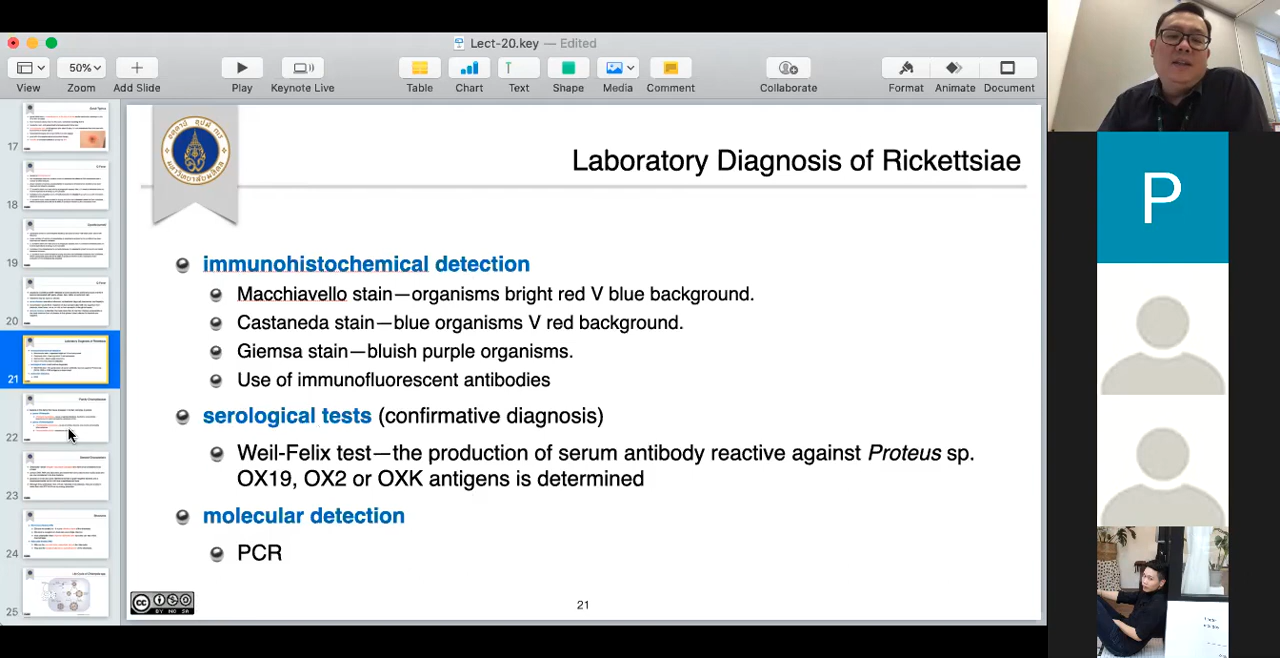 Lect-20.key — Edited
50%
View
Zoom
Add Slide
Play
Keynote Live
Table
Chart
Text
Shape
Media
Comment
Collaborate
Format
Animate
Document
17
18
19
20
21
22
23
24
25
Laboratory Diagnosis of Rickettsiae
immunohistochemical detection
Macchiavello stain—organisms bright red V blue background.
Castaneda stain—blue organisms V red background.
Giemsa stain—bluish purple organisms.
Use of immunofluorescent antibodies
serological tests (confirmative diagnosis)
Weil-Felix test—the production of serum antibody reactive against Proteus sp.
OX19, OX2 or OXK antigens is determined
molecular detection
PCR
cc
BY NC SA
21
P